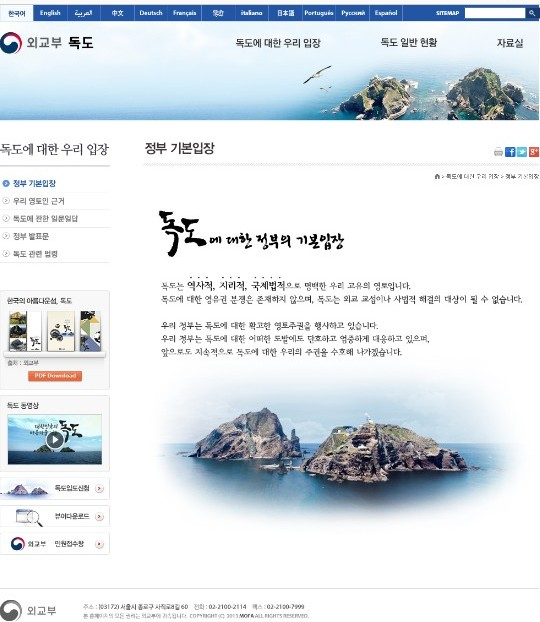 한국어 English العربية 中文 Deutsch Français हिन्दी italiano 日本語 Português Русский Español SITEMAP
외교부 독도
독도에 대한 우리 입장 독도 일반 현황 자료실
독도에 대한 우리 입장
정부 기본입장
우리 영토인 근거
독도에 관한 일문일답
정부 발표문
독도 관련 법령
한국의 아름다운섬, 독도
출처 : 외교부
PDF Download
독도 동영상
대한민국의
아름다운 독도
독도입도신청
뷰어다운로드
외교부 민원접수창
정부 기본입장
> 독도에 대한 우리 입장 > 정부 기본입장
독도에 대한 정부의 기본입장
독도는 역사적, 지리적, 국제법적으로 명백한 우리 고유의 영토입니다.
독도에 대한 영유권 분쟁은 존재하지 않으며, 독도는 외교 교섭이나 사법적 해결의 대상이 될 수 없습니다.
우리 정부는 독도에 대한 확고한 영토주권을 행사하고 있습니다.
우리 정부는 독도에 대한 어떠한 도발에도 단호하고 엄중하게 대응하고 있으며,
앞으로도 지속적으로 독도에 대한 우리의 주권을 수호해 나가겠습니다.
외교부
주소 : (03172) 서울시 종로구 사직로8길 60 전화 : 02-2100-2114 팩스 : 02-2100-7999
본 홈페이지의 모든 권리는 외교부에 귀속됩니다. COPYRIGHT (C) 2013 MOFA ALL RIGHTS RESERVED.